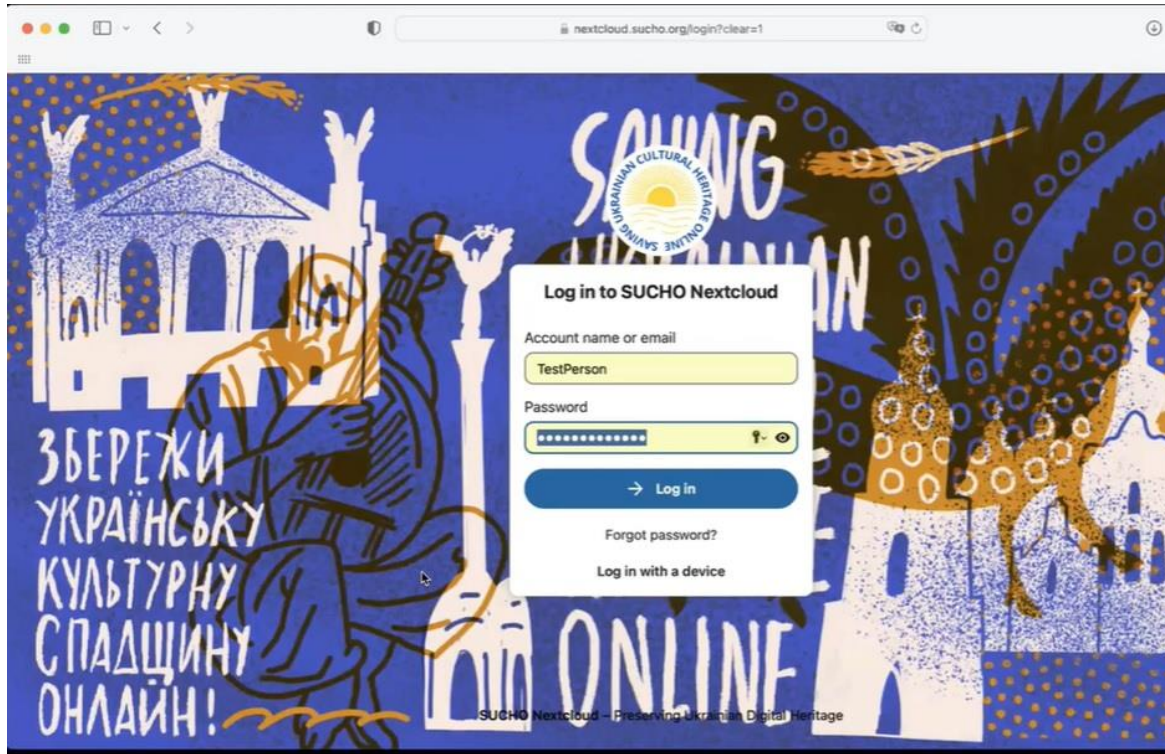 nextcloud.sucho.org/login?clear=1
SAVING
UKRAINIAN
SAVING UKRAINIAN CULTURAL HERITAGE ONLINE
Log in to SUCHO Nextcloud
Account name or email
TestPerson
Password
•••••••••••••
→ Log in
Forgot password?
Log in with a device
ЗБЕРЕЖИ
УКРАЇНСЬКУ
КУЛЬТУРНУ
СПАДЩИНУ
ОНЛАЙН!
ONLINE
SUCHO Nextcloud – Preserving Ukrainian Digital Heritage